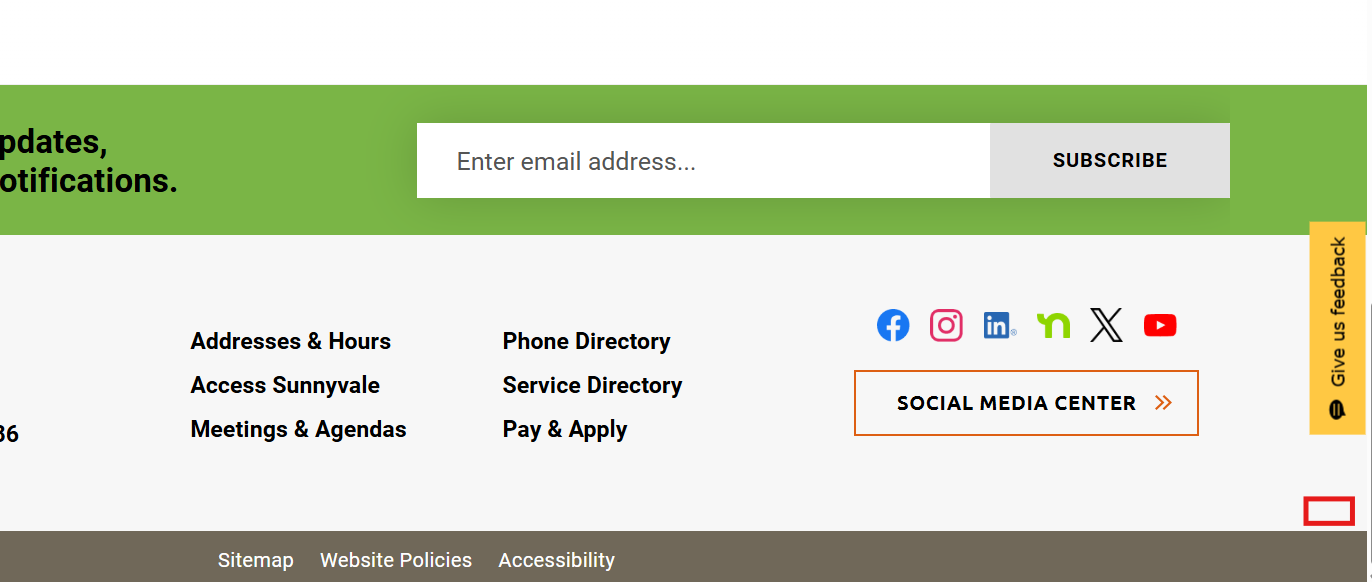 pdates,
otifications.
Enter email address...
SUBSCRIBE
Give us feedback
Addresses & Hours
Phone Directory
Access Sunnyvale
Service Directory
Meetings & Agendas
Pay & Apply
36
in
SOCIAL MEDIA CENTER
Sitemap Website Policies Accessibility